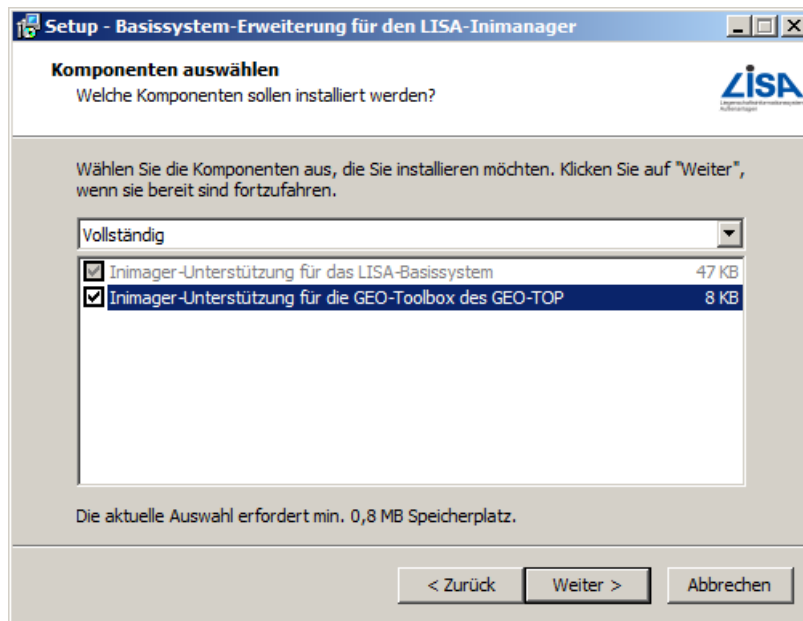 Setup - Basissystem-Erweiterung für den LISA-Inimanager
Komponenten auswählen
Welche Komponenten sollen installiert werden?
LISA
Liegenschaftsinformationssystem
Außenanlagen
Wählen Sie die Komponenten aus, die Sie installieren möchten. Klicken Sie auf "Weiter",
wenn sie bereit sind fortzufahren.
Vollständig
Inimager-Unterstützung für das LISA-Basissystem 47 KB
Inimager-Unterstützung für die GEO-Toolbox des GEO-TOP 8 KB
Die aktuelle Auswahl erfordert min. 0,8 MB Speicherplatz.
< Zurück Weiter > Abbrechen